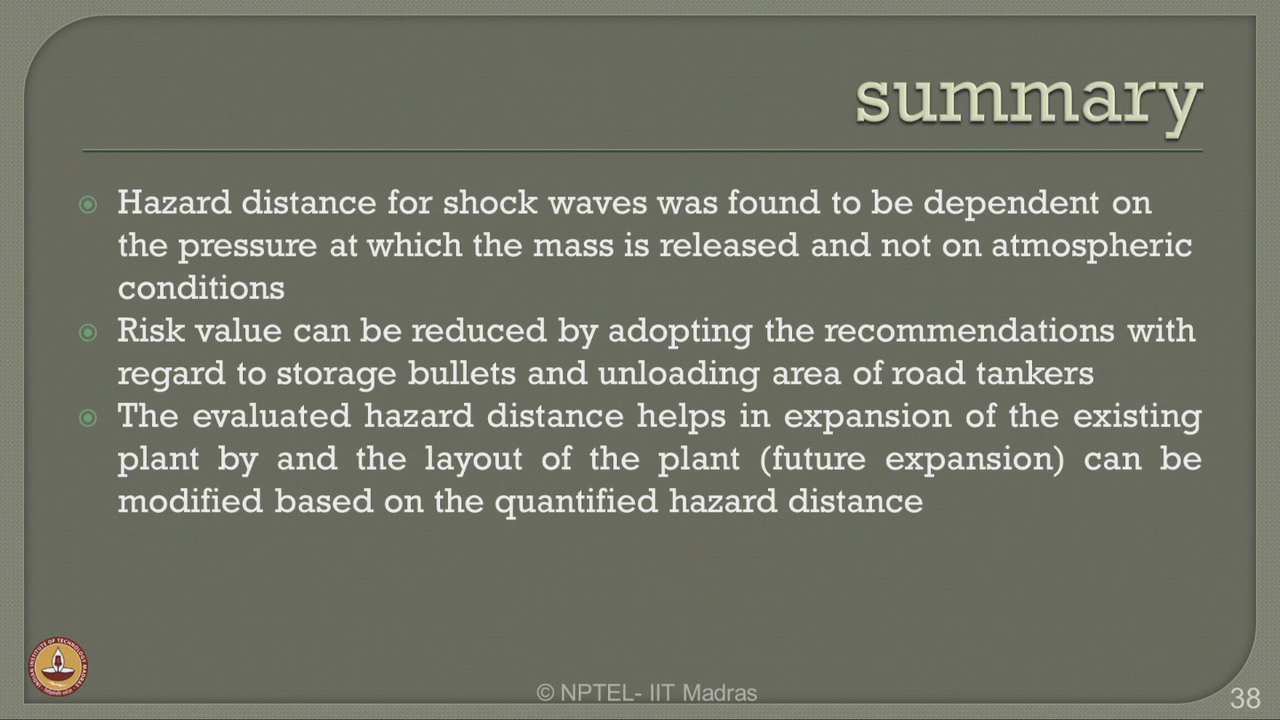 summary
Hazard distance for shock waves was found to be dependent on
the pressure at which the mass is released and not on atmospheric
conditions
Risk value can be reduced by adopting the recommendations with
regard to storage bullets and unloading area of road tankers
The evaluated hazard distance helps in expansion of the existing
plant by and the layout of the plant (future expansion) can be
modified based on the quantified hazard distance
© NPTEL- IIT Madras
38